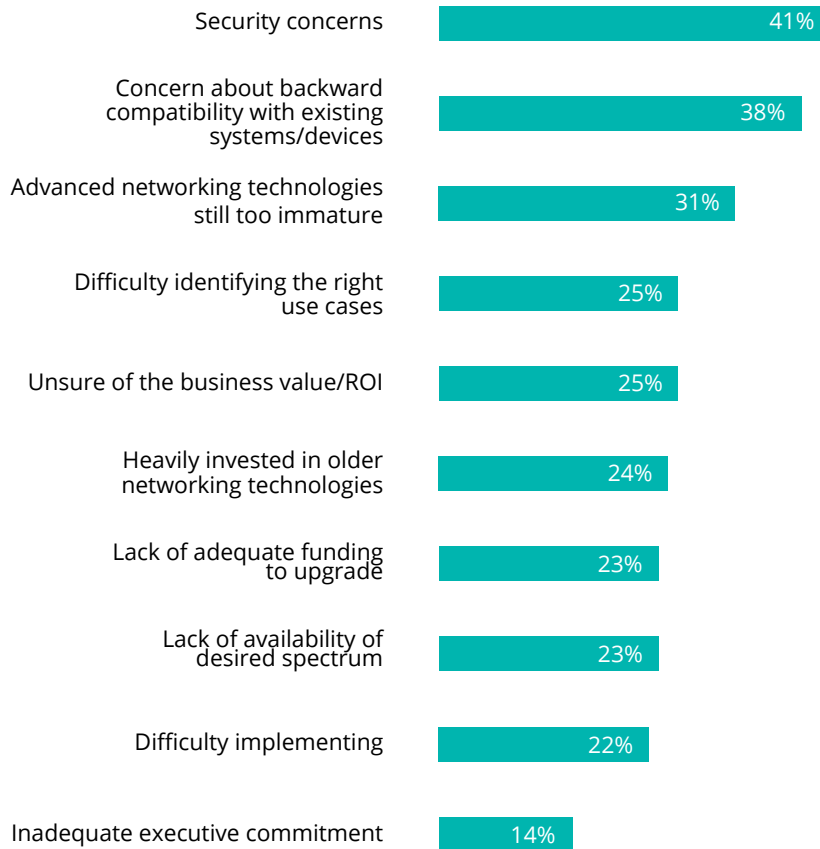 Security concerns
41%
Concern about backward
compatibility with existing
systems/devices
38%
Advanced networking technologies
still too immature
31%
Difficulty identifying the right
use cases
25%
Unsure of the business value/ROI
25%
Heavily invested in older
networking technologies
24%
Lack of adequate funding
to upgrade
23%
Lack of availability of
desired spectrum
23%
Difficulty implementing
22%
Inadequate executive commitment
14%